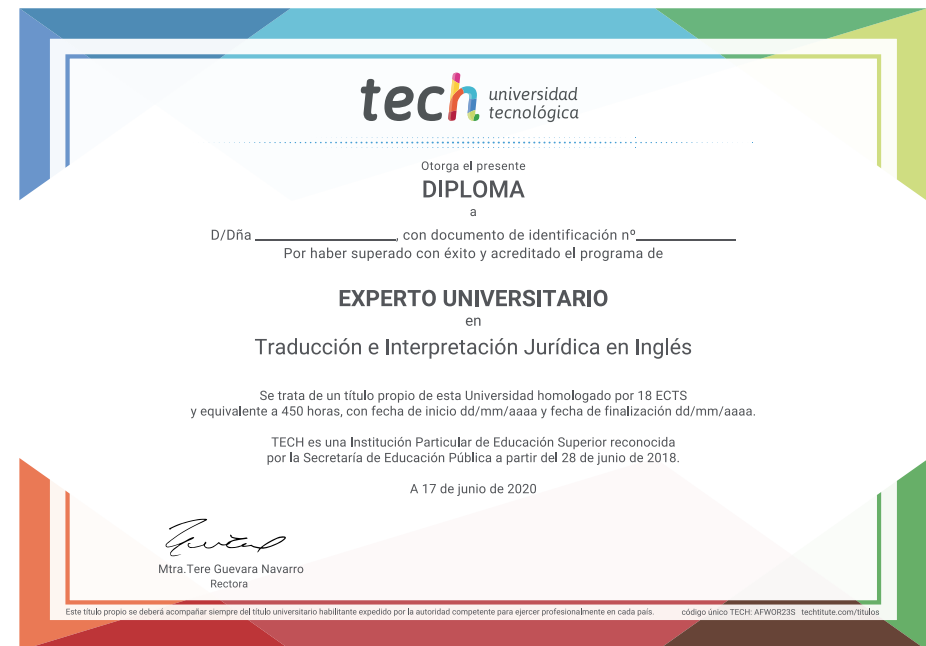 tech universidad
tecnológica
Otorga el presente
DIPLOMA
a
D/Dña ________________, con documento de identificación nº____________
Por haber superado con éxito y acreditado el programa de
EXPERTO UNIVERSITARIO
en
Traducción e Interpretación Jurídica en Inglés
Se trata de un título propio de esta Universidad homologado por 18 ECTS
y equivalente a 450 horas, con fecha de inicio dd/mm/aaaa y fecha de finalización dd/mm/aaaa.
TECH es una Institución Particular de Educación Superior reconocida
por la Secretaría de Educación Pública a partir del 28 de junio de 2018.
A 17 de junio de 2020
Mtra.Tere Guevara Navarro
Rectora
Este título propio se deberá acompañar siempre del título universitario habilitante expedido por la autoridad competente para ejercer profesionalmente en cada país. código único TECH: AFWOR23S techtitute.com/titulos